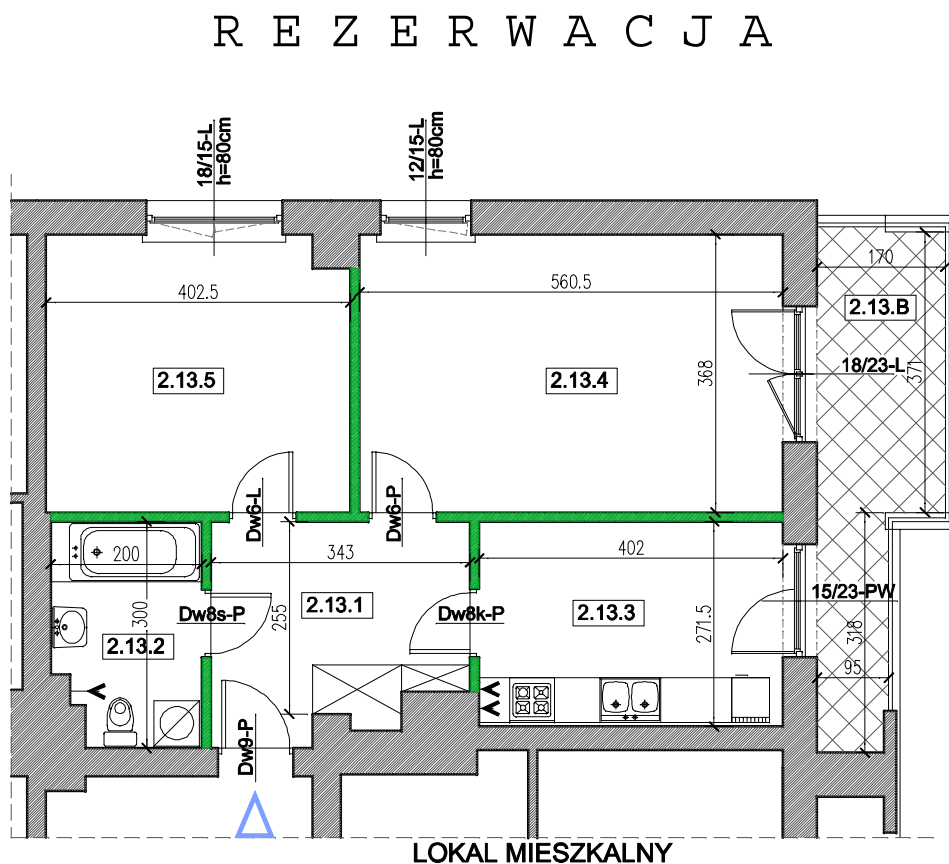 REZERWACJA
18/15-L
h=80cm
12/15-L
h=80cm
170
402.5
560.5
2.13.B
18/23-L
371
2.13.5
2.13.4
368
Dw6-L
Dw6-P
200
343
402
15/23-PW
2.13.1
2.13.3
Dw8s-P
Dw8k-P
300
255
271.5
318
2.13.2
95
Dw9-P
LOKAL MIESZKALNY